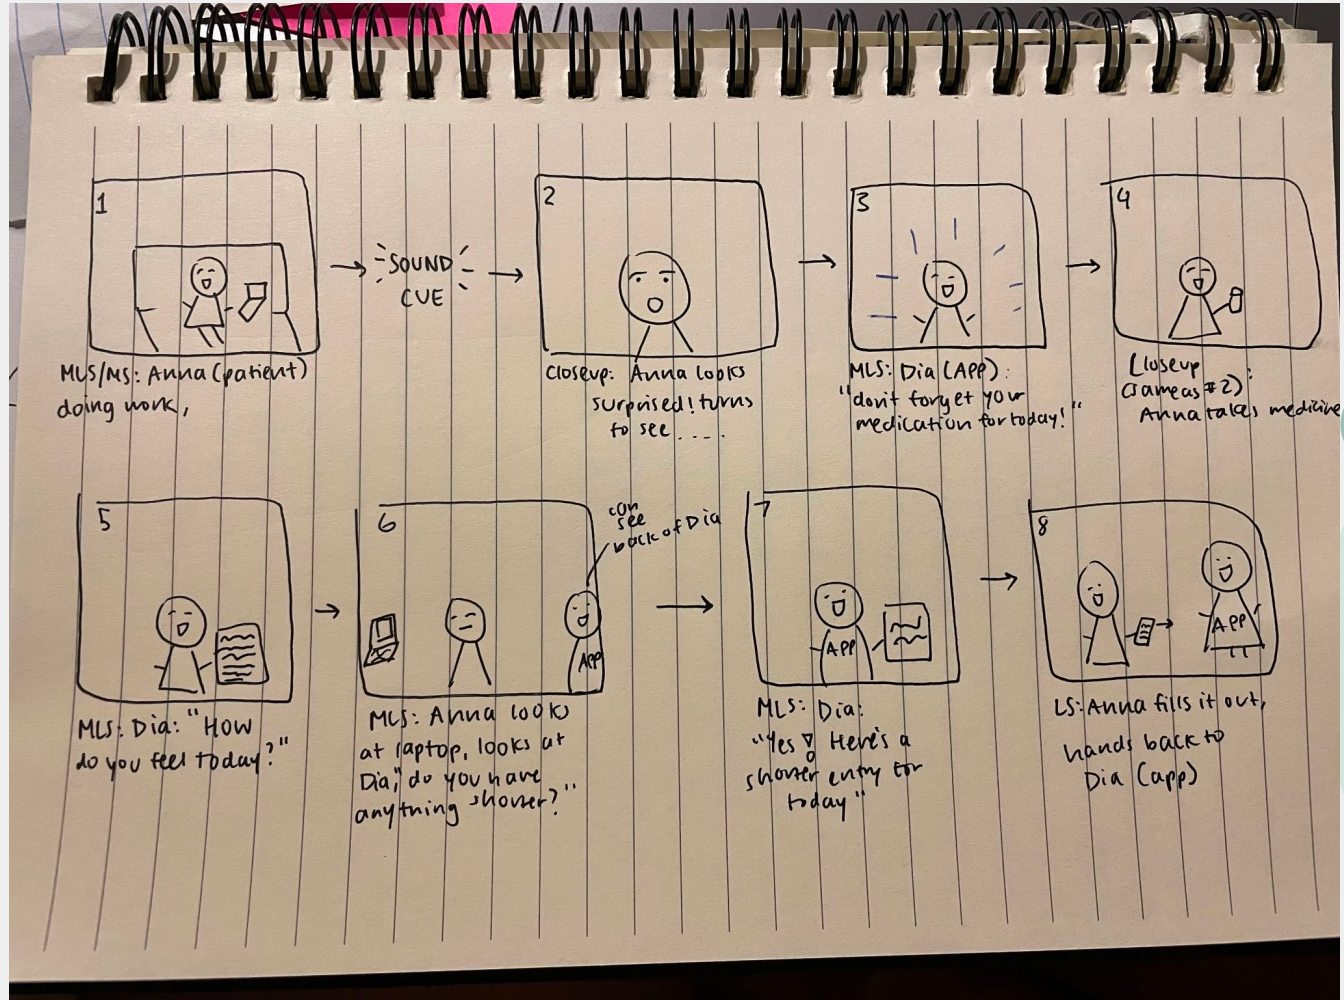 1
MLS/MS: Anna (patient)
doing work,
SOUND
CUE
2
Closeup: Anna looks
surprised! turns
to see . . . .
3
MLS: Dia (APP):
"don't forget your
medication for today!"
4
Closeup
(same as #2):
Anna takes medicine
5
MLS: Dia: "How
do you feel today?"
6
can
see
back of Dia
APP
MLS: Anna looks
at laptop, looks at
Dia, "do you have
anything shorter?"
7
APP
MLS: Dia:
"Yes! Here's a
shorter entry for
today"
8
APP
LS: Anna fills it out,
hands back to
Dia (app)